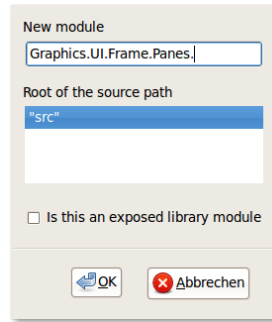 New module
Graphics.UI.Frame.Panes.
Root of the source path
"src"
Is this an exposed library module
OK
Abbrechen